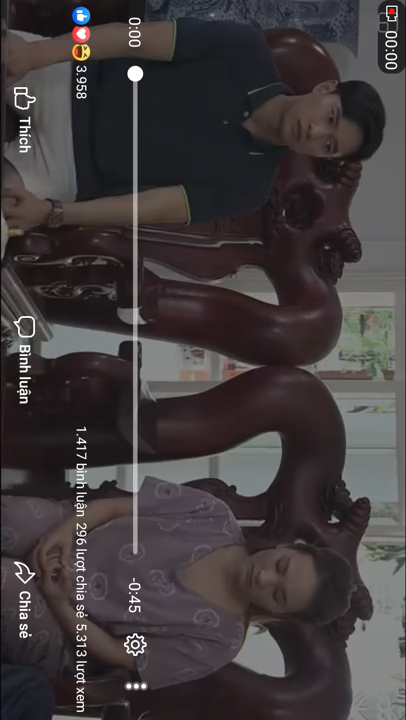 00:00
0:00
-0:45
3.958
1.417 bình luận 296 lượt chia sẻ 5.313 lượt xem
Thích
Bình luận
Chia sẻ